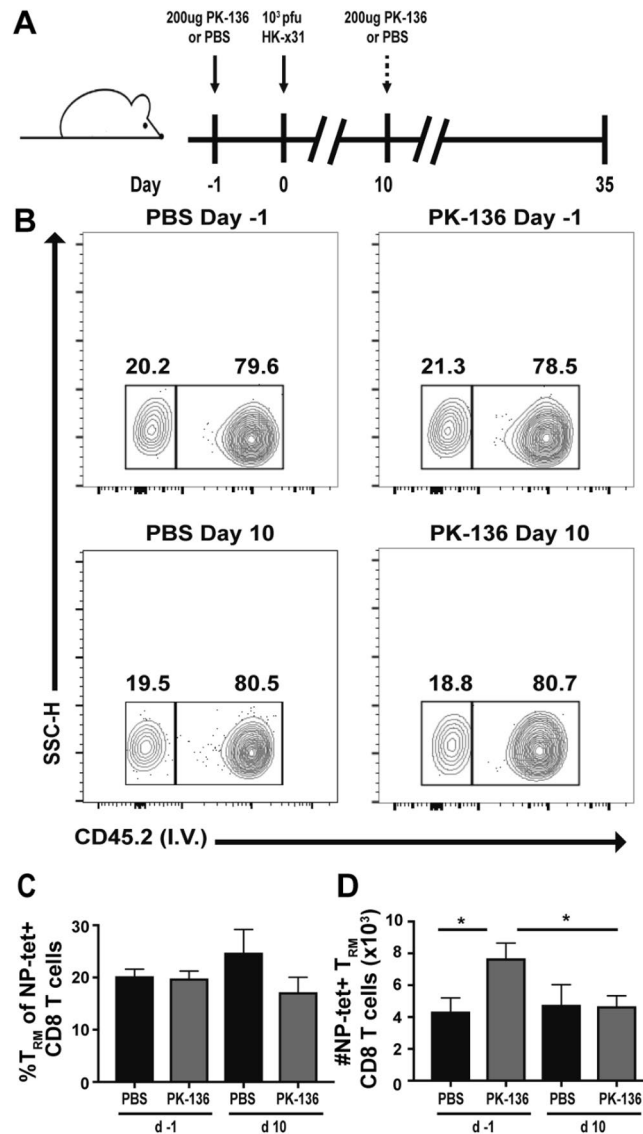 A
200ug PK-136
or PBS
10³ pfu
HK-x31
200ug PK-136
or PBS
Day -1 0 10 35
B
PBS Day -1
PK-136 Day -1
20.2 79.6
21.3 78.5
PBS Day 10
PK-136 Day 10
19.5 80.5
18.8 80.7
SSC-H
CD45.2 (I.V.)
C
%TRM of NP-tet+
CD8 T cells
30
20
10
0
PBS PK-136 PBS PK-136
d -1 d 10
D
#NP-tet+ TRM
CD8 T cells (x10³)
10
8
6
4
2
0
* *
PBS PK-136 PBS PK-136
d -1 d 10